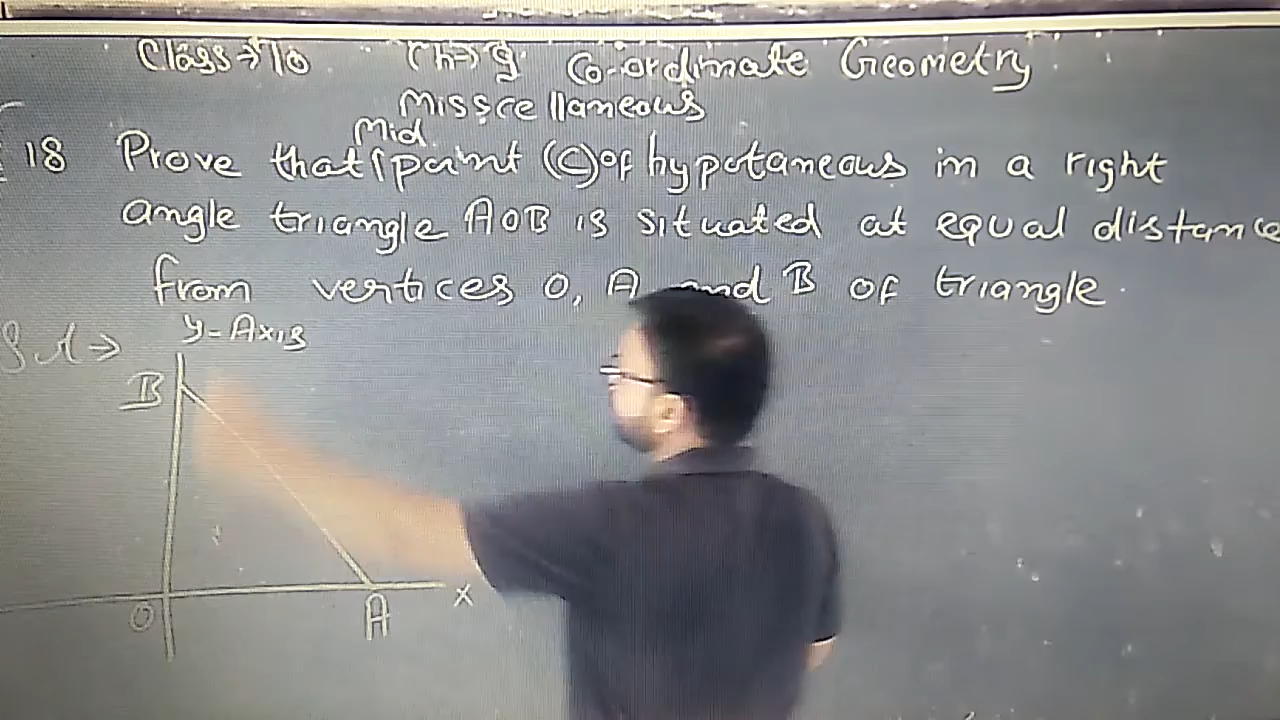 Class → 10 Ch → 9 Co-ordinate Geometry
Misscellaneous
Mid
18 Prove that point (C) of hypotaneous in a right
angle triangle AOB is situated at equal distance
from vertices O, A and B of triangle.
y-Axis
B
O
A
x